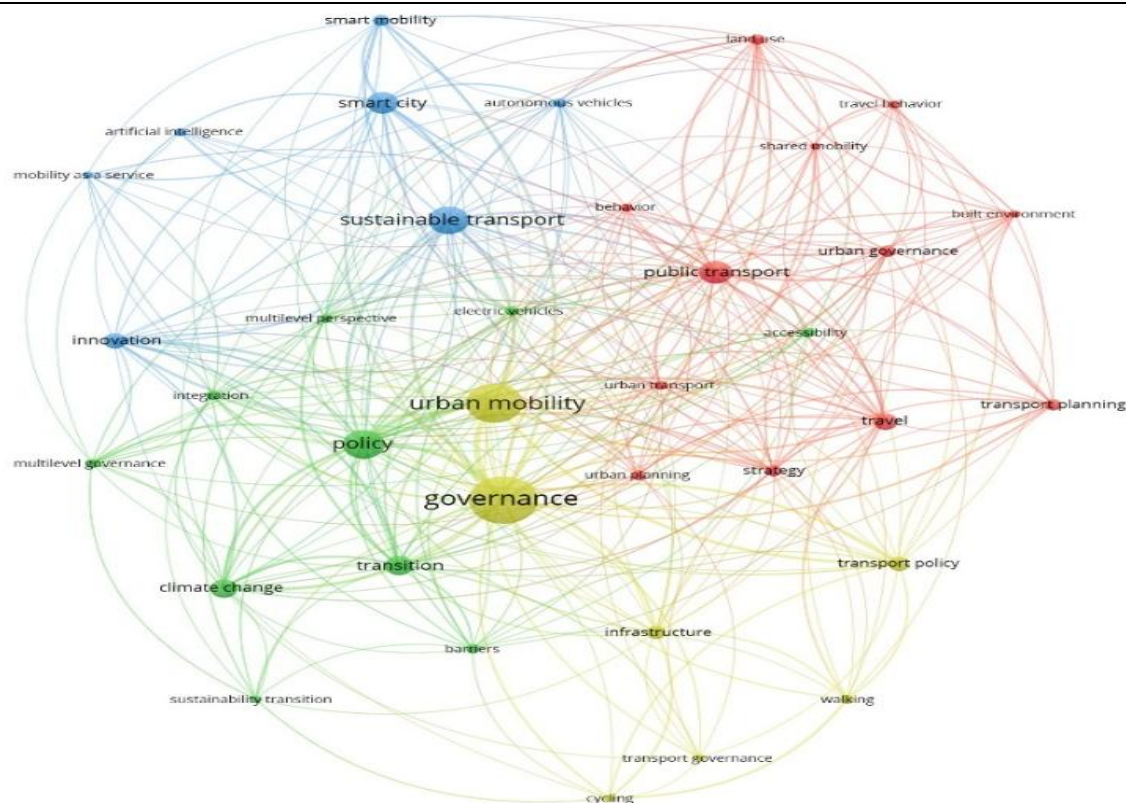 smart mobility
land use
smart city
autonomous vehicles
travel behavior
artificial intelligence
shared mobility
mobility as a service
behavior
built environment
sustainable transport
urban governance
public transport
electric vehicles
multilevel perspective
accessibility
innovation
urban transport
integration
urban mobility
transport planning
travel
policy
multilevel governance
strategy
urban planning
governance
transport policy
transition
climate change
infrastructure
barriers
sustainability transition
walking
transport governance
cycling